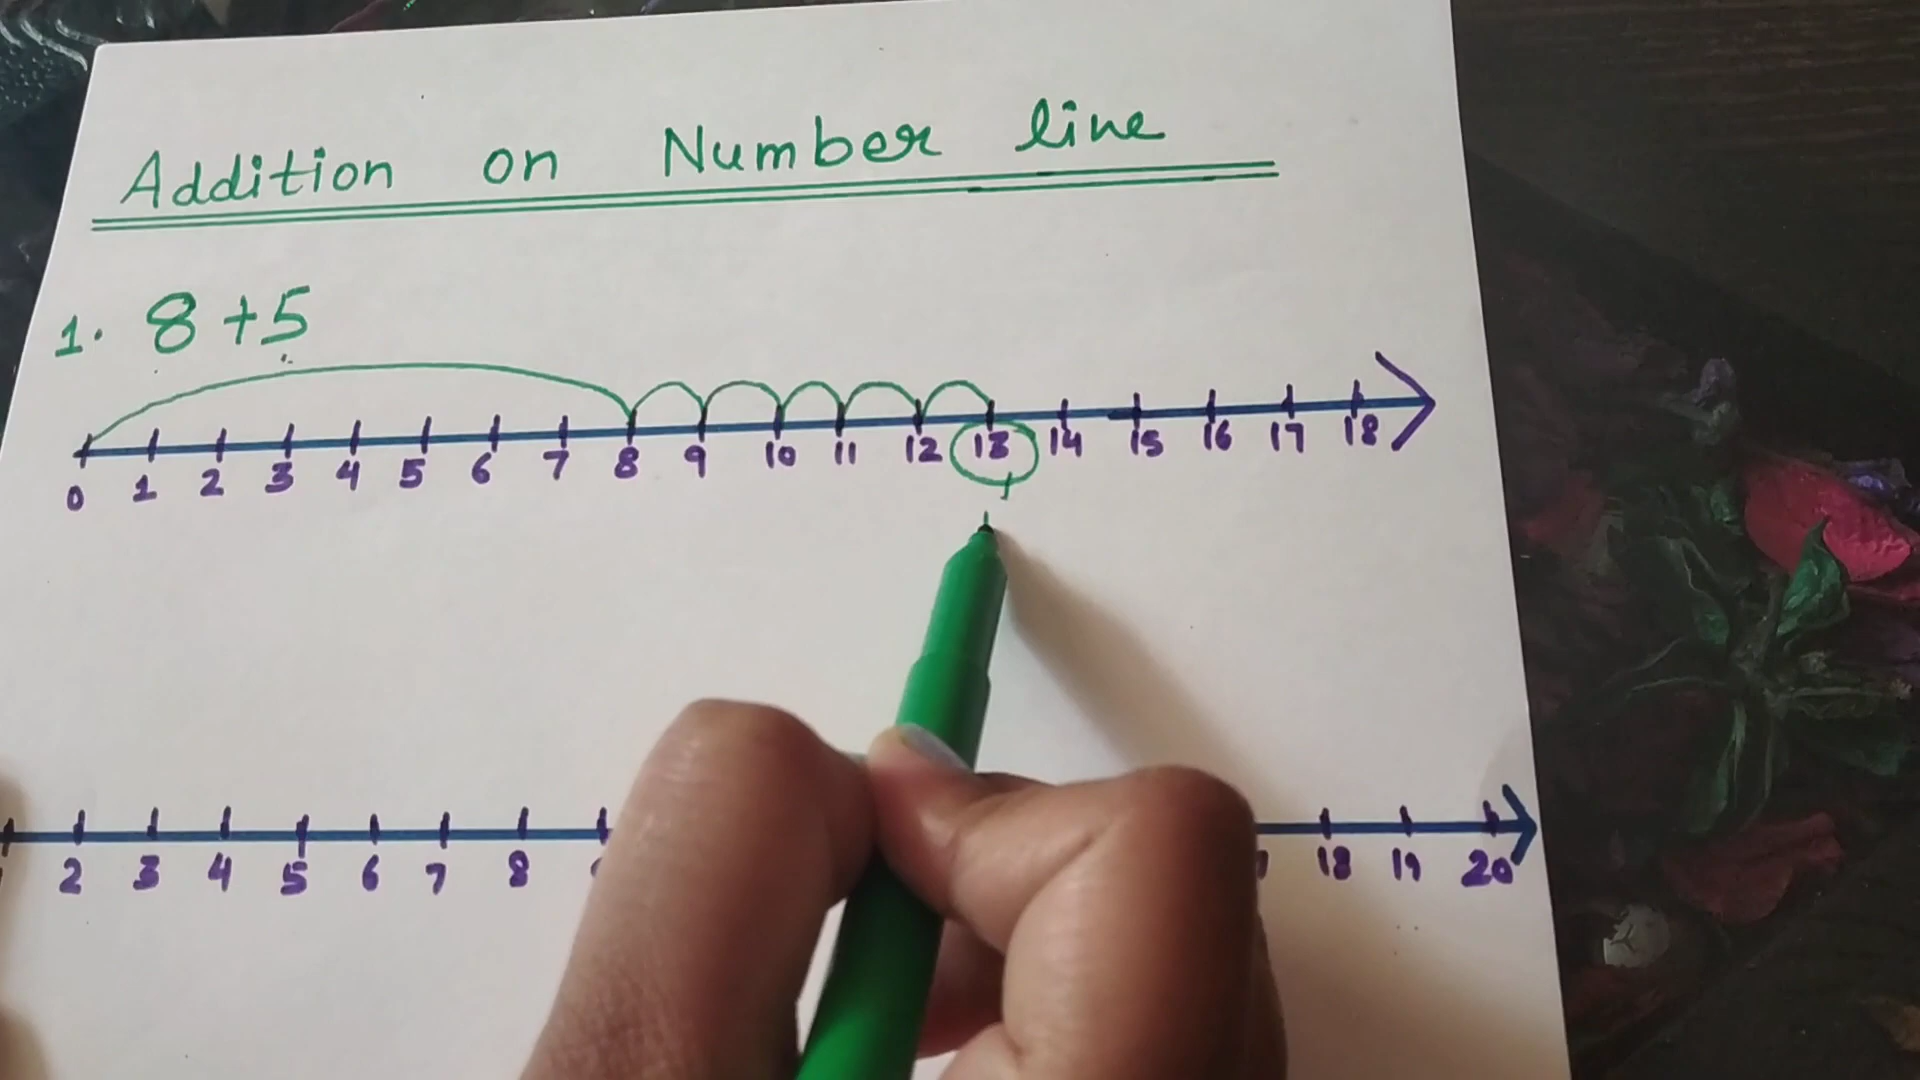 Addition on Number line
1. 8+5
0 1 2 3 4 5 6 7 8 9 10 11 12 13 14 15 16 17 18
2 3 4 5 6 7 8 18 19 20